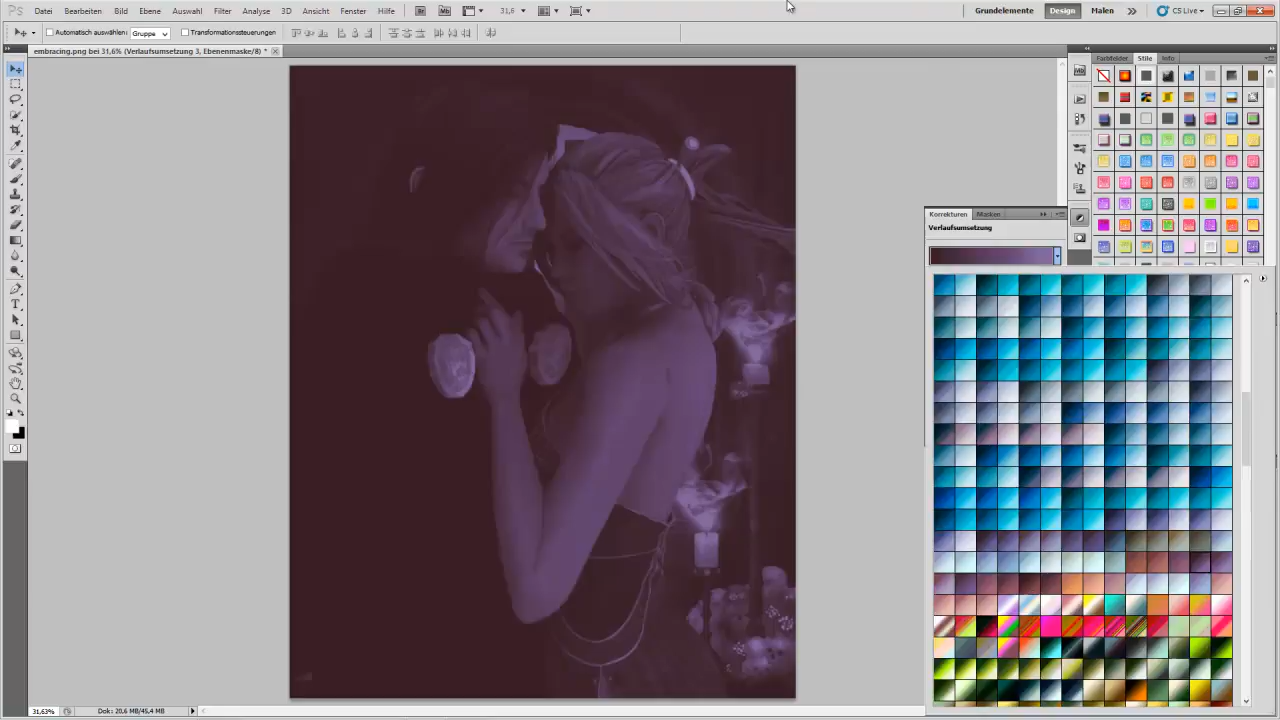 Ps Datei Bearbeiten Bild Ebene Auswahl Filter Analyse 3D Ansicht Fenster Hilfe Br Mb 31,6 Grundelemente Design Malen CS Live
Automatisch auswählen: Gruppe Transformationssteuerungen
embracing.png bei 31,6% (Verlaufsumsetzung 3, Ebenenmaske/8) *
Farbfelder Stile Info
Korrekturen Masken
Verlaufsumsetzung
31,63% Dok: 20,6 MB/45,4 MB